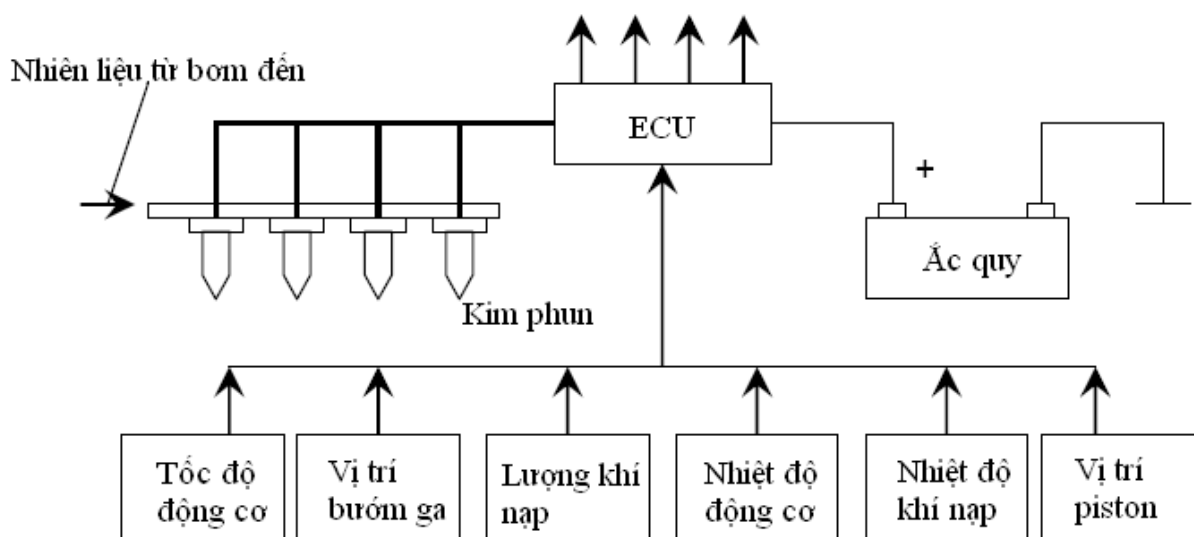 Nhiên liệu từ bơm đến
ECU
+
Ắc quy
Kim phun
Tốc độ
động cơ
Vị trí
bướm ga
Lượng khí
nạp
Nhiệt độ
động cơ
Nhiệt độ
khí nạp
Vị trí
piston